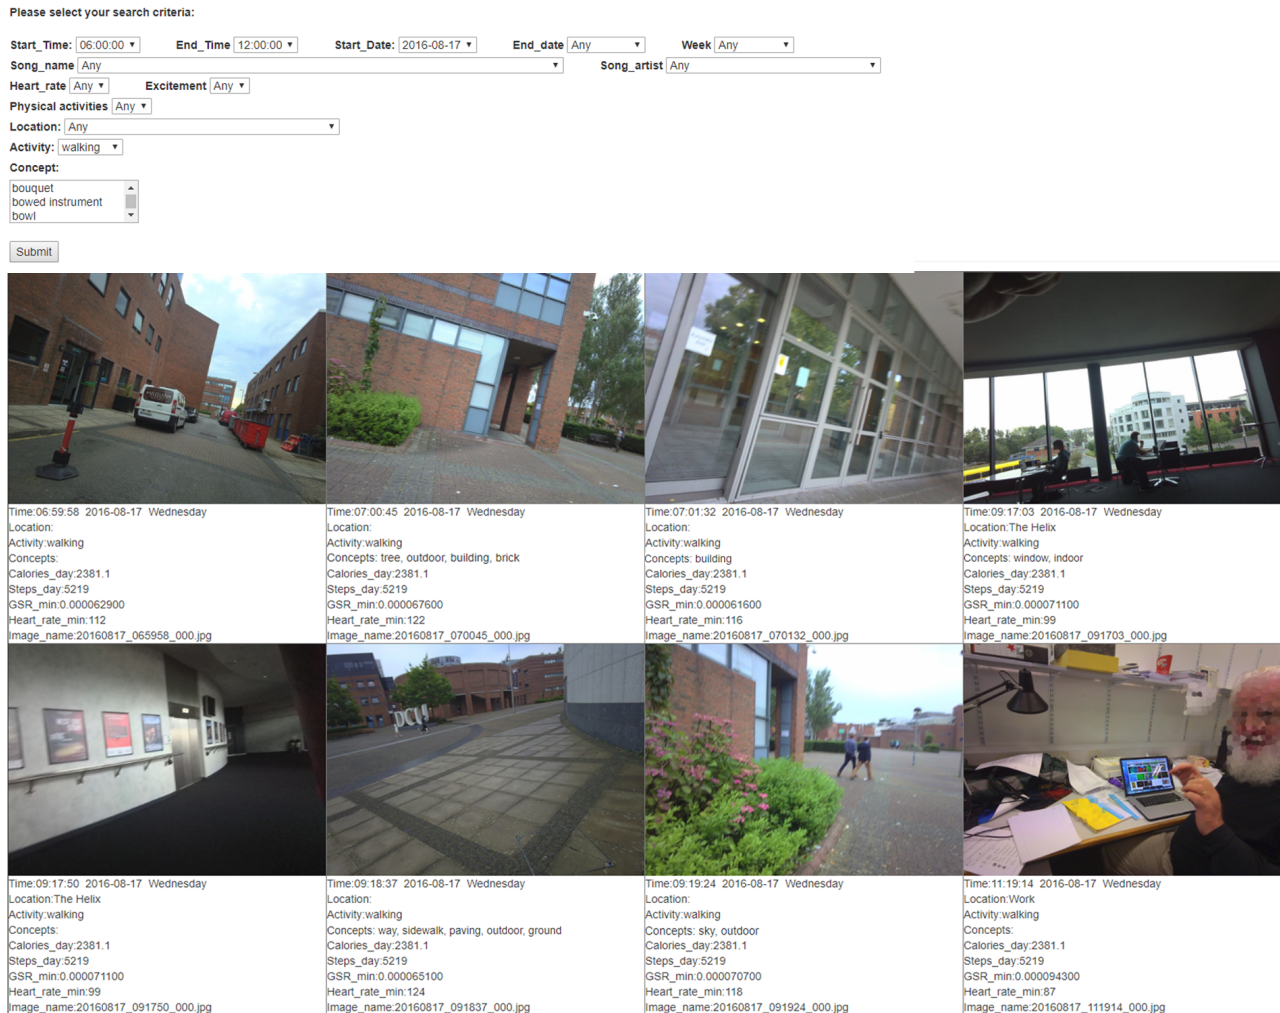 Please select your search criteria:
Start_Time: 06:00:00 End_Time 12:00:00 Start_Date: 2016-08-17 End_date Any Week Any
Song_name Any Song_artist Any
Heart_rate Any Excitement Any
Physical activities Any
Location: Any
Activity: walking
Concept:
bouquet
bowed instrument
bowl
Submit
Time:06:59:58 2016-08-17 Wednesday
Location:
Activity:walking
Concepts:
Calories_day:2381.1
Steps_day:5219
GSR_min:0.000062900
Heart_rate_min:112
Image_name:20160817_065958_000.jpg
Time:07:00:45 2016-08-17 Wednesday
Location:
Activity:walking
Concepts: tree, outdoor, building, brick
Calories_day:2381.1
Steps_day:5219
GSR_min:0.000067600
Heart_rate_min:122
Image_name:20160817_070045_000.jpg
Time:07:01:32 2016-08-17 Wednesday
Location:
Activity:walking
Concepts: building
Calories_day:2381.1
Steps_day:5219
GSR_min:0.000061600
Heart_rate_min:116
Image_name:20160817_070132_000.jpg
Time:09:17:03 2016-08-17 Wednesday
Location:The Helix
Activity:walking
Concepts: window, indoor
Calories_day:2381.1
Steps_day:5219
GSR_min:0.000071100
Heart_rate_min:99
Image_name:20160817_091703_000.jpg
DCU
Time:09:17:50 2016-08-17 Wednesday
Location:The Helix
Activity:walking
Concepts:
Calories_day:2381.1
Steps_day:5219
GSR_min:0.000071100
Heart_rate_min:99
Image_name:20160817_091750_000.jpg
Time:09:18:37 2016-08-17 Wednesday
Location:
Activity:walking
Concepts: way, sidewalk, paving, outdoor, ground
Calories_day:2381.1
Steps_day:5219
GSR_min:0.000065100
Heart_rate_min:124
Image_name:20160817_091837_000.jpg
Time:09:19:24 2016-08-17 Wednesday
Location:
Activity:walking
Concepts: sky, outdoor
Calories_day:2381.1
Steps_day:5219
GSR_min:0.000070700
Heart_rate_min:118
Image_name:20160817_091924_000.jpg
Time:11:19:14 2016-08-17 Wednesday
Location:Work
Activity:walking
Concepts:
Calories_day:2381.1
Steps_day:5219
GSR_min:0.000094300
Heart_rate_min:87
Image_name:20160817_111914_000.jpg